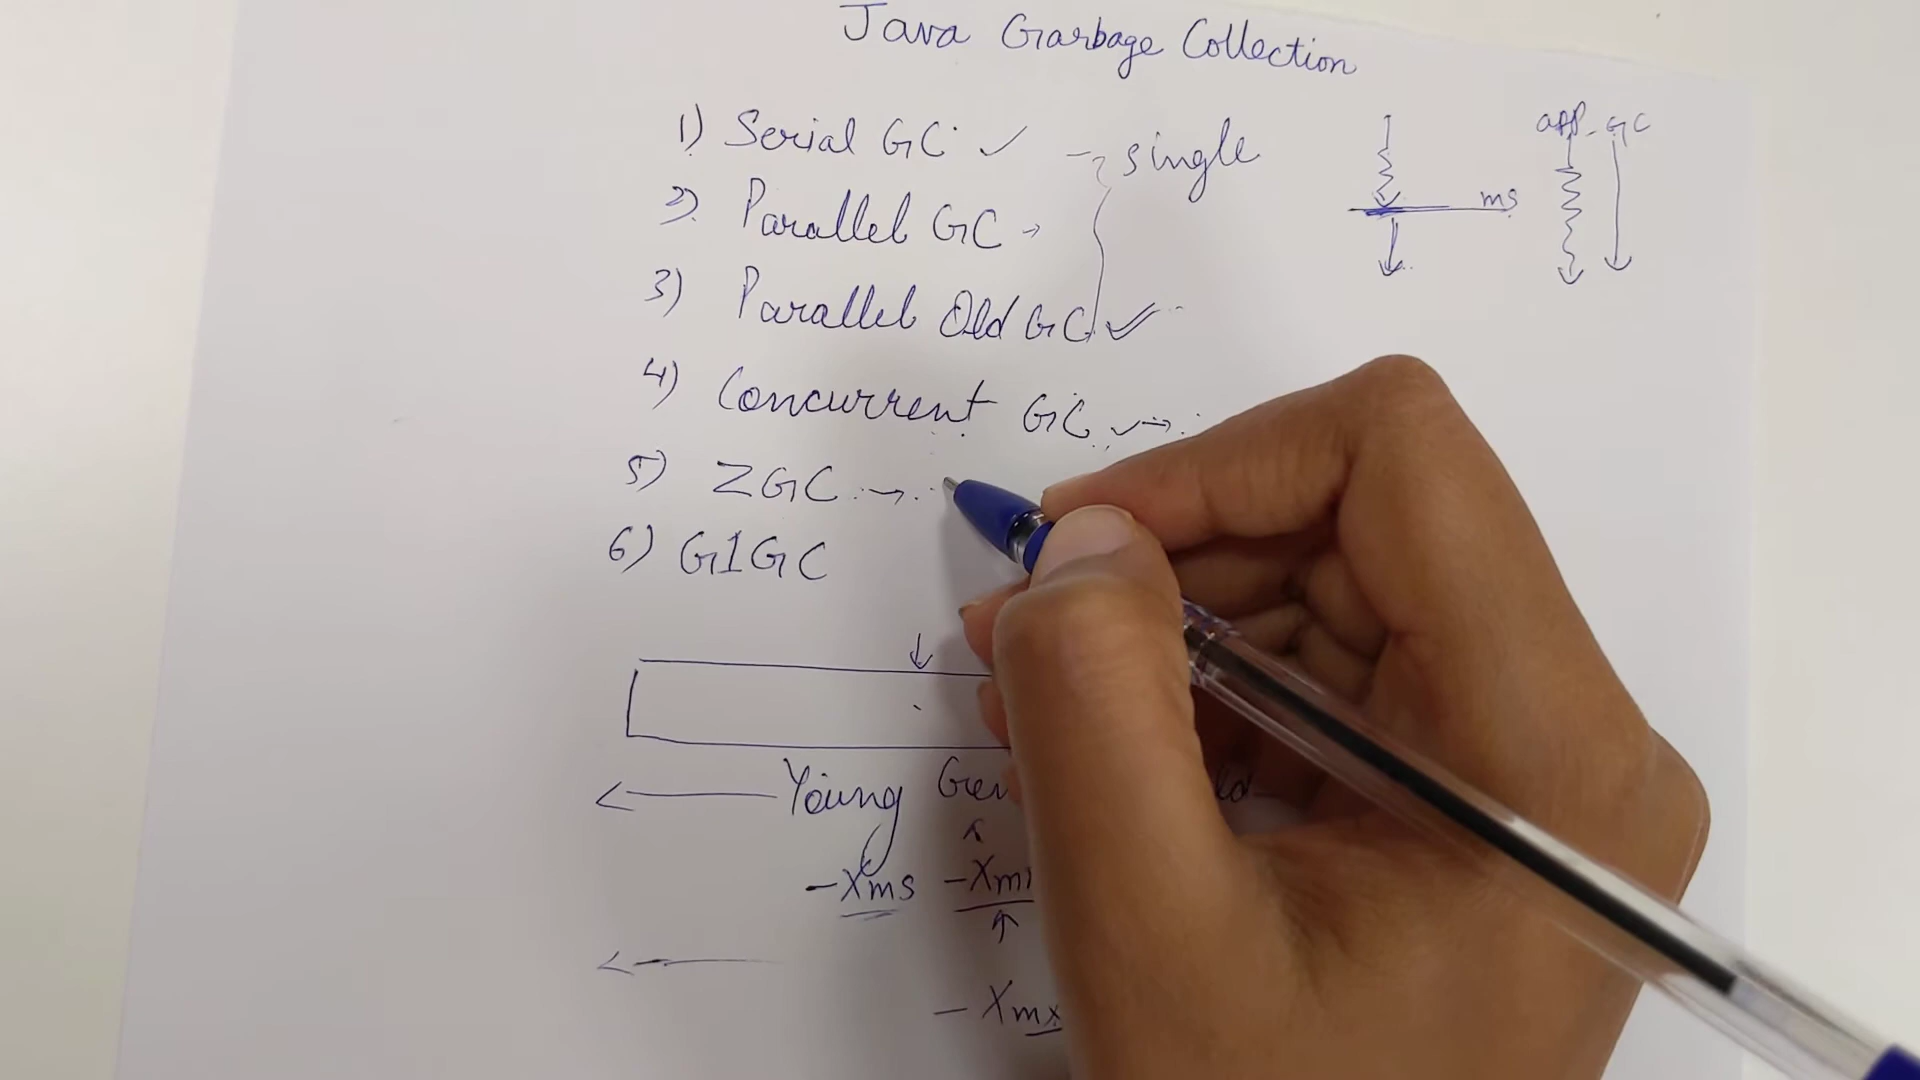 Java Garbage Collection
1) Serial GC - single
2) Parallel GC
3) Parallel Old GC
4) Concurrent GC
5) ZGC
6) G1GC
ms
app GC
Young Gen
-Xms
- Xmx